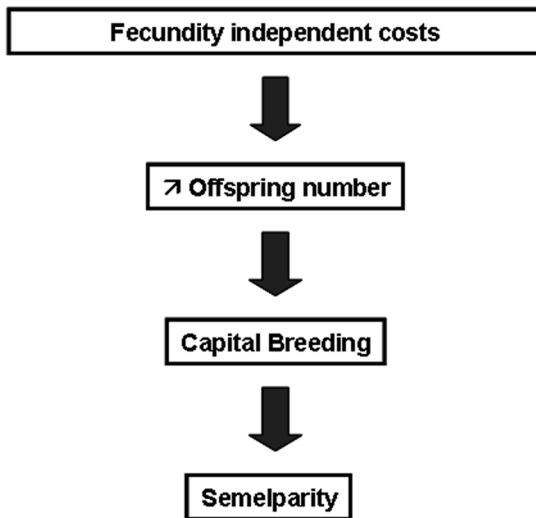 Fecundity independent costs
↗ Offspring number
Capital Breeding
Semelparity